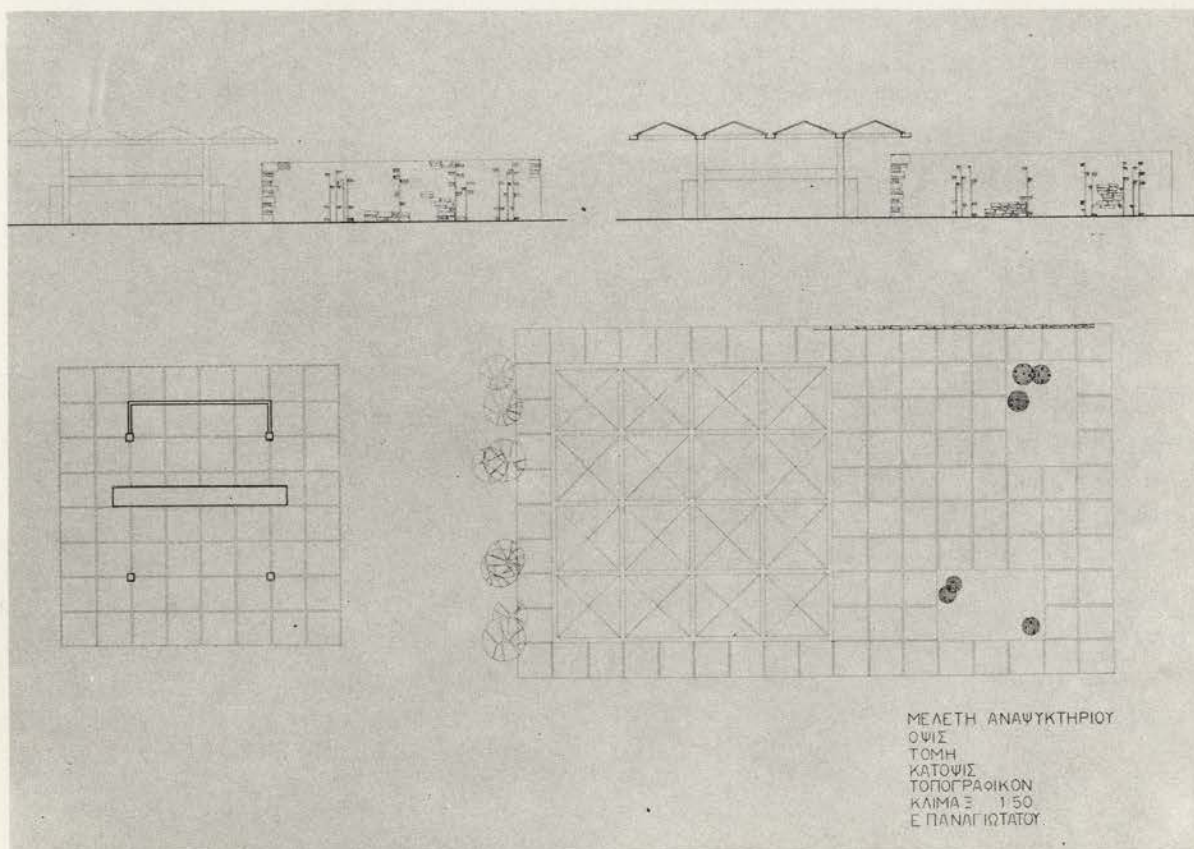 ΜΕΛΕΤΗ ΑΝΑΨΥΚΤΗΡΙΟΥ
ΟΨΙΣ
ΤΟΜΗ
ΚΑΤΟΨΙΣ
ΤΟΠΟΓΡΑΦΙΚΟΝ
ΚΛΙΜΑΞ 1:50
Ε ΠΑΝΑΓΙΩΤΑΤΟΥ.